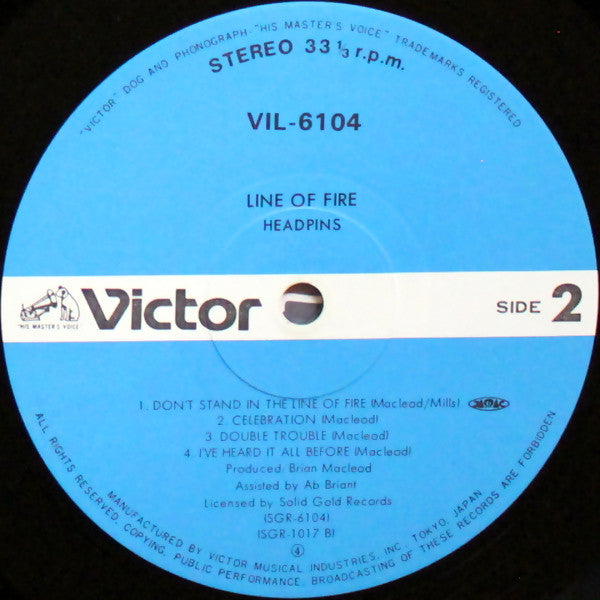 "VICTOR" DOG AND PHONOGRAPH-"HIS MASTER'S VOICE" TRADEMARKS REGISTERED
STEREO 33 1/3 r.p.m.
VIL-6104
LINE OF FIRE
HEADPINS
"HIS MASTER'S VOICE"
Victor
SIDE 2
1. DON'T STAND IN THE LINE OF FIRE (Macleod/Mills) JASRAC
2. CELEBRATION (Macleod)
3. DOUBLE TROUBLE (Macleod)
4. I'VE HEARD IT ALL BEFORE (Macleod)
Produced: Brian Macleod
Assisted by Ab Briant
Licensed by Solid Gold Records
(SGR-6104)
(SGR-1017 B)
4
ALL RIGHTS RESERVED. COPYING, PUBLIC PERFORMANCE, BROADCASTING OF THESE RECORDS ARE FORBIDDEN
MANUFACTURED BY VICTOR MUSICAL INDUSTRIES, INC. TOKYO, JAPAN